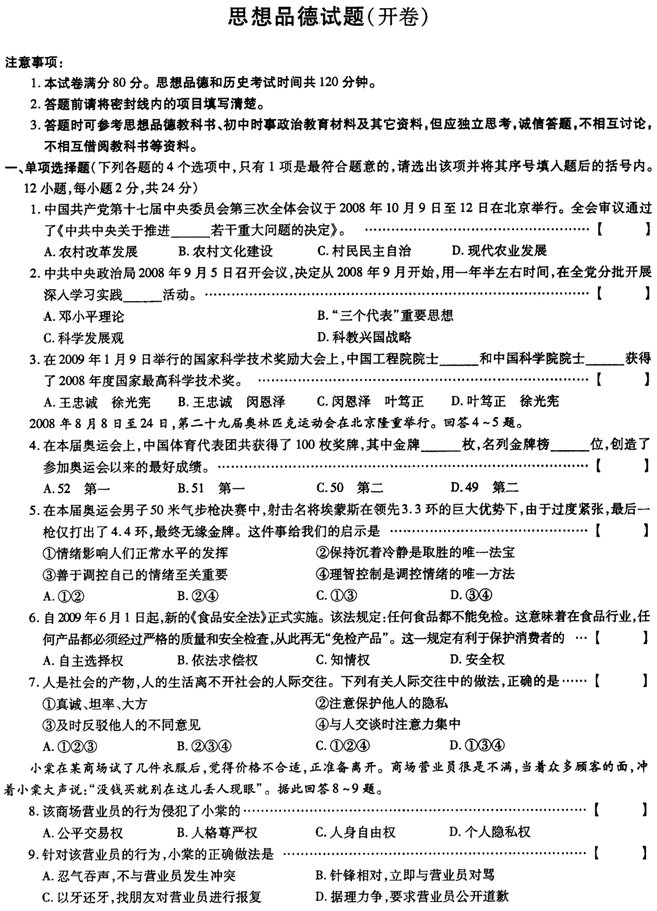 思想品德试题(开卷)
注意事项:
1.本试卷满分80分。思想品德和历史考试时间共120分钟。
2.答题前请将密封线内的项目填写清楚。
3.答题时可参考思想品德教科书、初中时事政治教育材料及其它资料,但应独立思考,诚信答题,不相互讨论,
不相互借阅教科书等资料。
一、单项选择题(下列各题的4个选项中,只有1项是最符合题意的,请选出该项并将其序号填入题后的括号内。
12小题,每小题2分,共24分)
1.中国共产党第十七届中央委员会第三次全体会议于2008年10月9日至12日在北京举行。全会审议通过
了《中共中央关于推进______若干重大问题的决定》。 …………………………………………【 】
A.农村改革发展 B.农村文化建设 C.村民民主自治 D.现代农业发展
2.中共中央政治局2008年9月5日召开会议,决定从2008年9月开始,用一年半左右时间,在全党分批开展
深入学习实践______活动。…………………………………………………………………………【 】
A.邓小平理论 B.“三个代表”重要思想
C.科学发展观 D.科教兴国战略
3.在2009年1月9日举行的国家科学技术奖励大会上,中国工程院院士______和中国科学院院士______获得
了2008年度国家最高科学技术奖。 ………………………………………………………………【 】
A.王忠诚 徐光宪 B.王忠诚 闵恩泽 C.闵恩泽 叶笃正 D.叶笃正 徐光宪
2008年8月8日至24日,第二十九届奥林匹克运动会在北京隆重举行。回答4~5题。
4.在本届奥运会上,中国体育代表团共获得了100枚奖牌,其中金牌______枚,名列金牌榜______位,创造了
参加奥运会以来的最好成绩。………………………………………………………………………【 】
A.52 第一 B.51 第一 C.50 第二 D.49 第二
5.在本届奥运会男子50米气步枪决赛中,射击名将埃蒙斯在领先3.3环的巨大优势下,由于过度紧张,最后一
枪仅打出了4.4环,最终无缘金牌。这件事给我们的启示是 ……………………………………【 】
①情绪影响人们正常水平的发挥 ②保持沉着冷静是取胜的唯一法宝
③善于调控自己的情绪至关重要 ④理智控制是调控情绪的唯一方法
A.①② B.②④ C.①③ D.③④
6.自2009年6月1日起,新的《食品安全法》正式实施。该法规定:任何食品都不能免检。这意味着在食品行业,任
何产品都必须经过严格的质量和安全检查,从此再无“免检产品”。这一规定有利于保护消费者的 …【 】
A.自主选择权 B.依法求偿权 C.知情权 D.安全权
7.人是社会的产物,人的生活离不开社会的人际交往。下列有关人际交往中的做法,正确的是……【 】
①真诚、坦率、大方 ②注意保护他人的隐私
③及时反驳他人的不同意见 ④与人交谈时注意力集中
A.①②③ B.②③④ C.①②④ D.①③④
小棠在某商场试了几件衣服后,觉得价格不合适,正准备离开。商场营业员很是不满,当着众多顾客的面,冲
着小棠大声说:“没钱买就别在这儿丢人现眼”。据此回答8~9题。
8.该商场营业员的行为侵犯了小棠的………………………………………………………………【 】
A.公平交易权 B.人格尊严权 C.人身自由权 D.个人隐私权
9.针对该营业员的行为,小棠的正确做法是 ………………………………………………………【 】
A.忍气吞声,不与营业员发生冲突 B.针锋相对,立即与营业员对骂
C.以牙还牙,找朋友对营业员进行报复 D.据理力争,要求营业员公开道歉